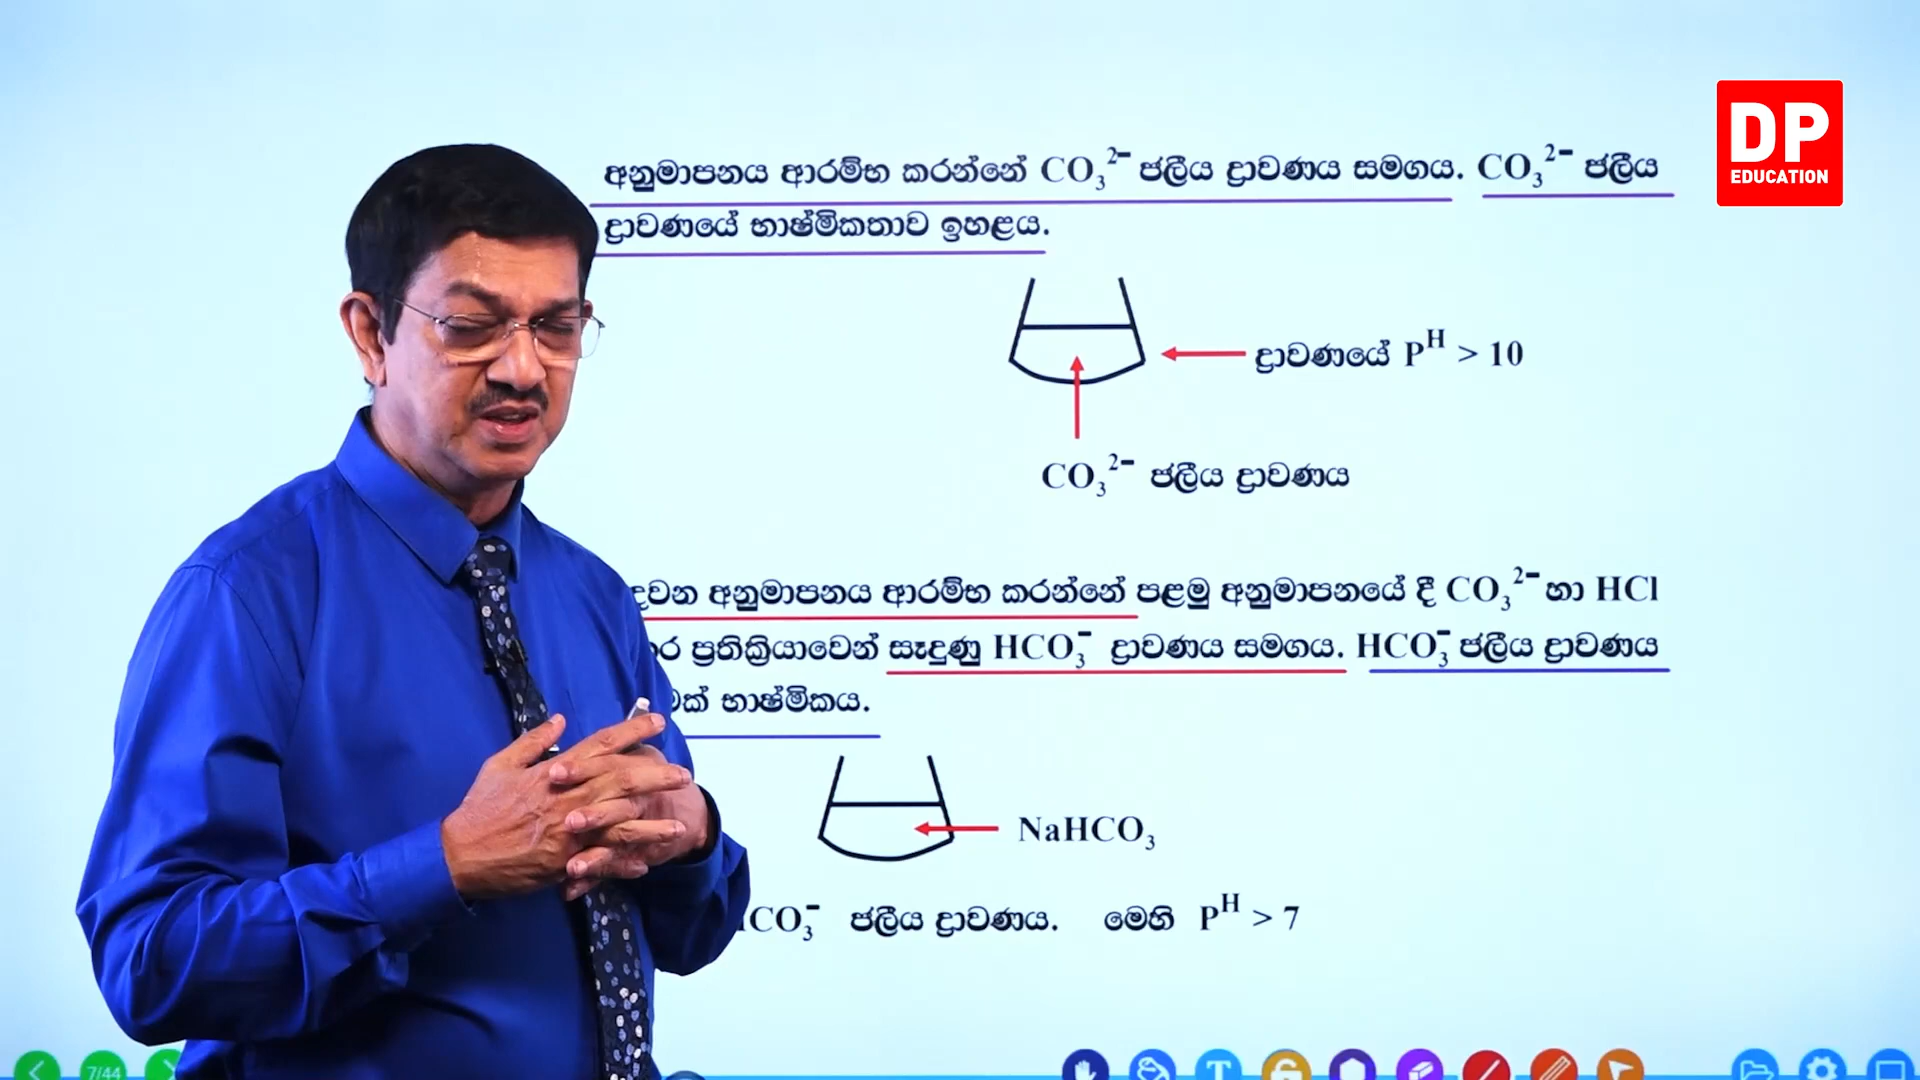 DP
EDUCATION
අනුමාපනය ආරම්භ කරන්නේ CO₃²⁻ ජලීය ද්‍රාවණය සමගය. CO₃²⁻ ජලීය
ද්‍රාවණයේ භාෂ්මිකතාව ඉහළය.
ද්‍රාවණයේ P^H > 10
CO₃²⁻ ජලීය ද්‍රාවණය
අනුමාපනය ආරම්භ කරන්නේ පළමු අනුමාපනයේ දී CO₃²⁻ හා HCl
ප්‍රතික්‍රියාවෙන් සෑදුණු HCO₃⁻ ද්‍රාවණය සමගය. HCO₃⁻ ජලීය ද්‍රාවණය
භාෂ්මිකය.
NaHCO₃
CO₃⁻ ජලීය ද්‍රාවණය. මෙහි P^H > 7
7/44